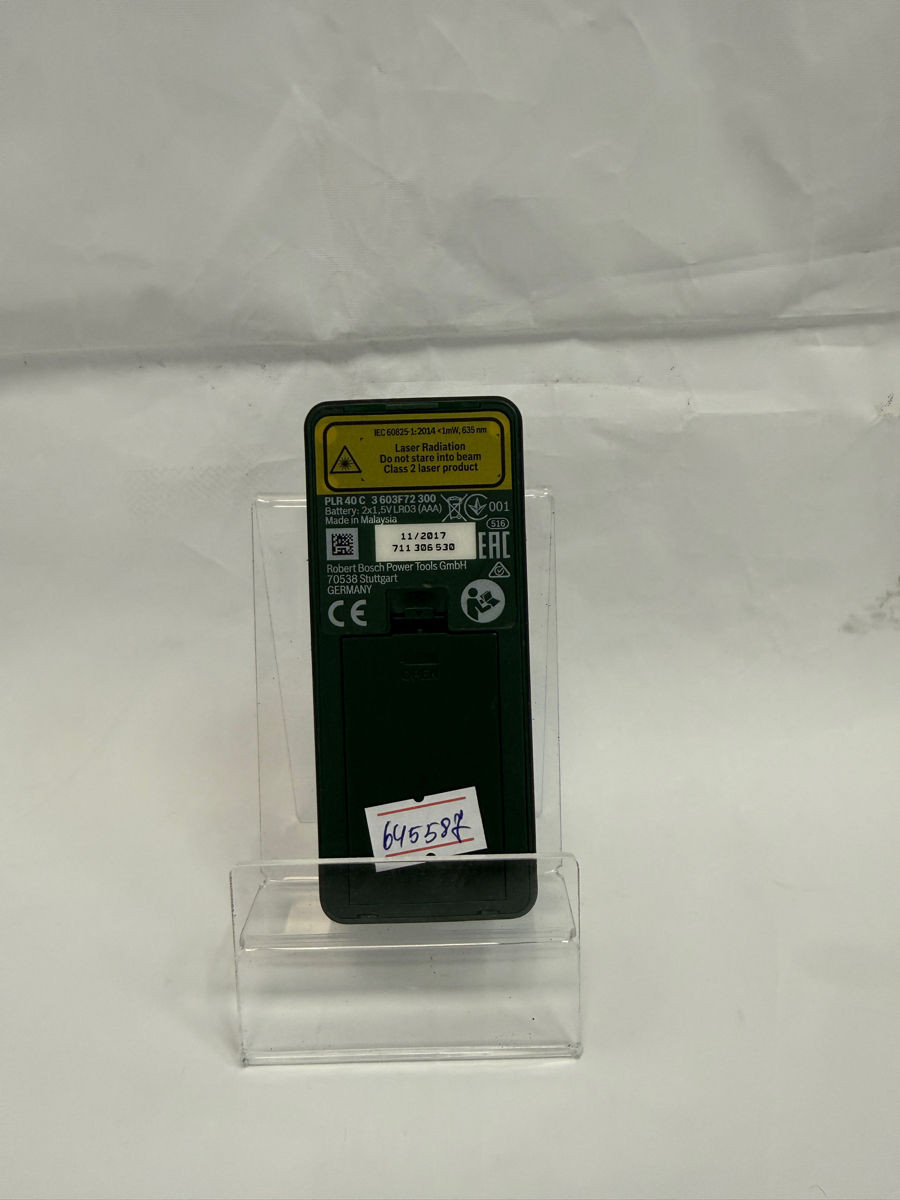 IEC 60825-1:2014 <1mW, 635 nm
Laser Radiation
Do not stare into beam
Class 2 laser product
PLR 40 C 3 603F72 300
Battery: 2x1,5V LR03 (AAA)
001
Made in Malaysia
516
11/2017
711 306 530
EAC
Robert Bosch Power Tools GmbH
70538 Stuttgart
GERMANY
CE
OPEN
645587